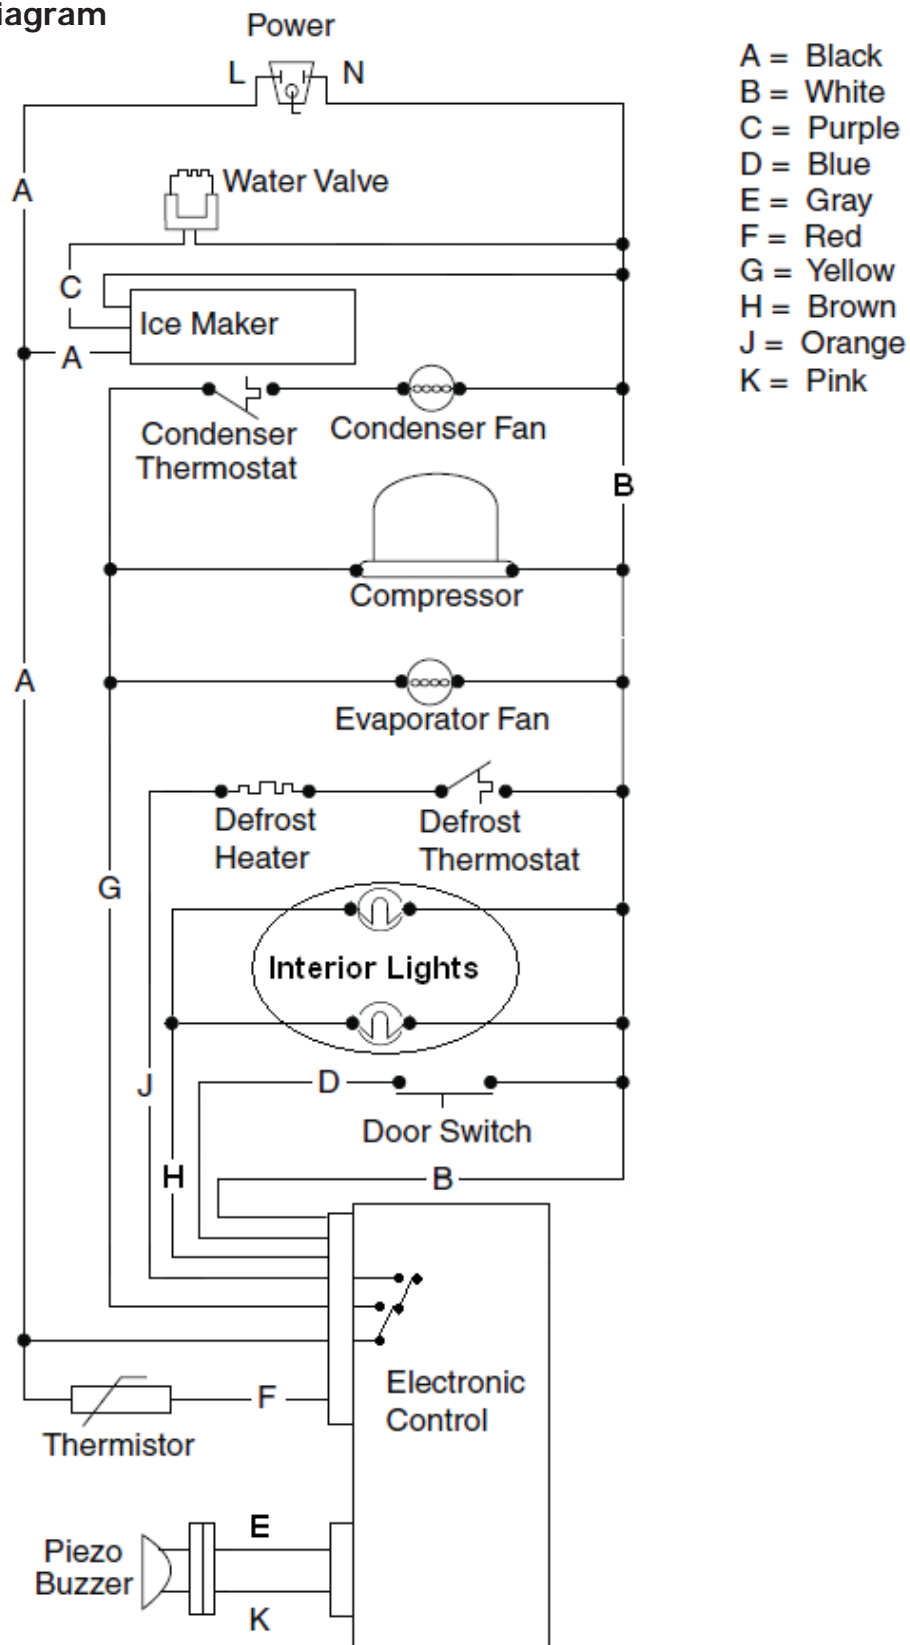 iagram
Power
L
N
A = Black
B = White
C = Purple
D = Blue
E = Gray
F = Red
G = Yellow
H = Brown
J = Orange
K = Pink
A
Water Valve
C
Ice Maker
A
Condenser
Thermostat
Condenser Fan
B
Compressor
A
Evaporator Fan
Defrost
Heater
Defrost
Thermostat
G
Interior Lights
J
D
Door Switch
H
B
Electronic
Control
F
Thermistor
E
Piezo
Buzzer
K